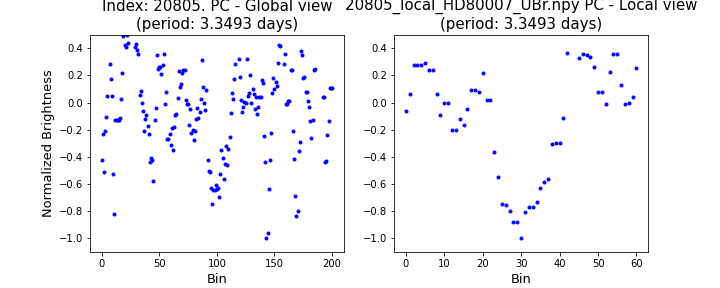 Index: 20805. PC - Global view
(period: 3.3493 days)
20805_local_HD80007_UBr.npy PC - Local view
(period: 3.3493 days)
Normalized Brightness
0.4
0.2
0.0
−0.2
−0.4
−0.6
−0.8
−1.0
0 50 100 150 200
Bin
0.4
0.2
0.0
−0.2
−0.4
−0.6
−0.8
−1.0
0 10 20 30 40 50 60
Bin